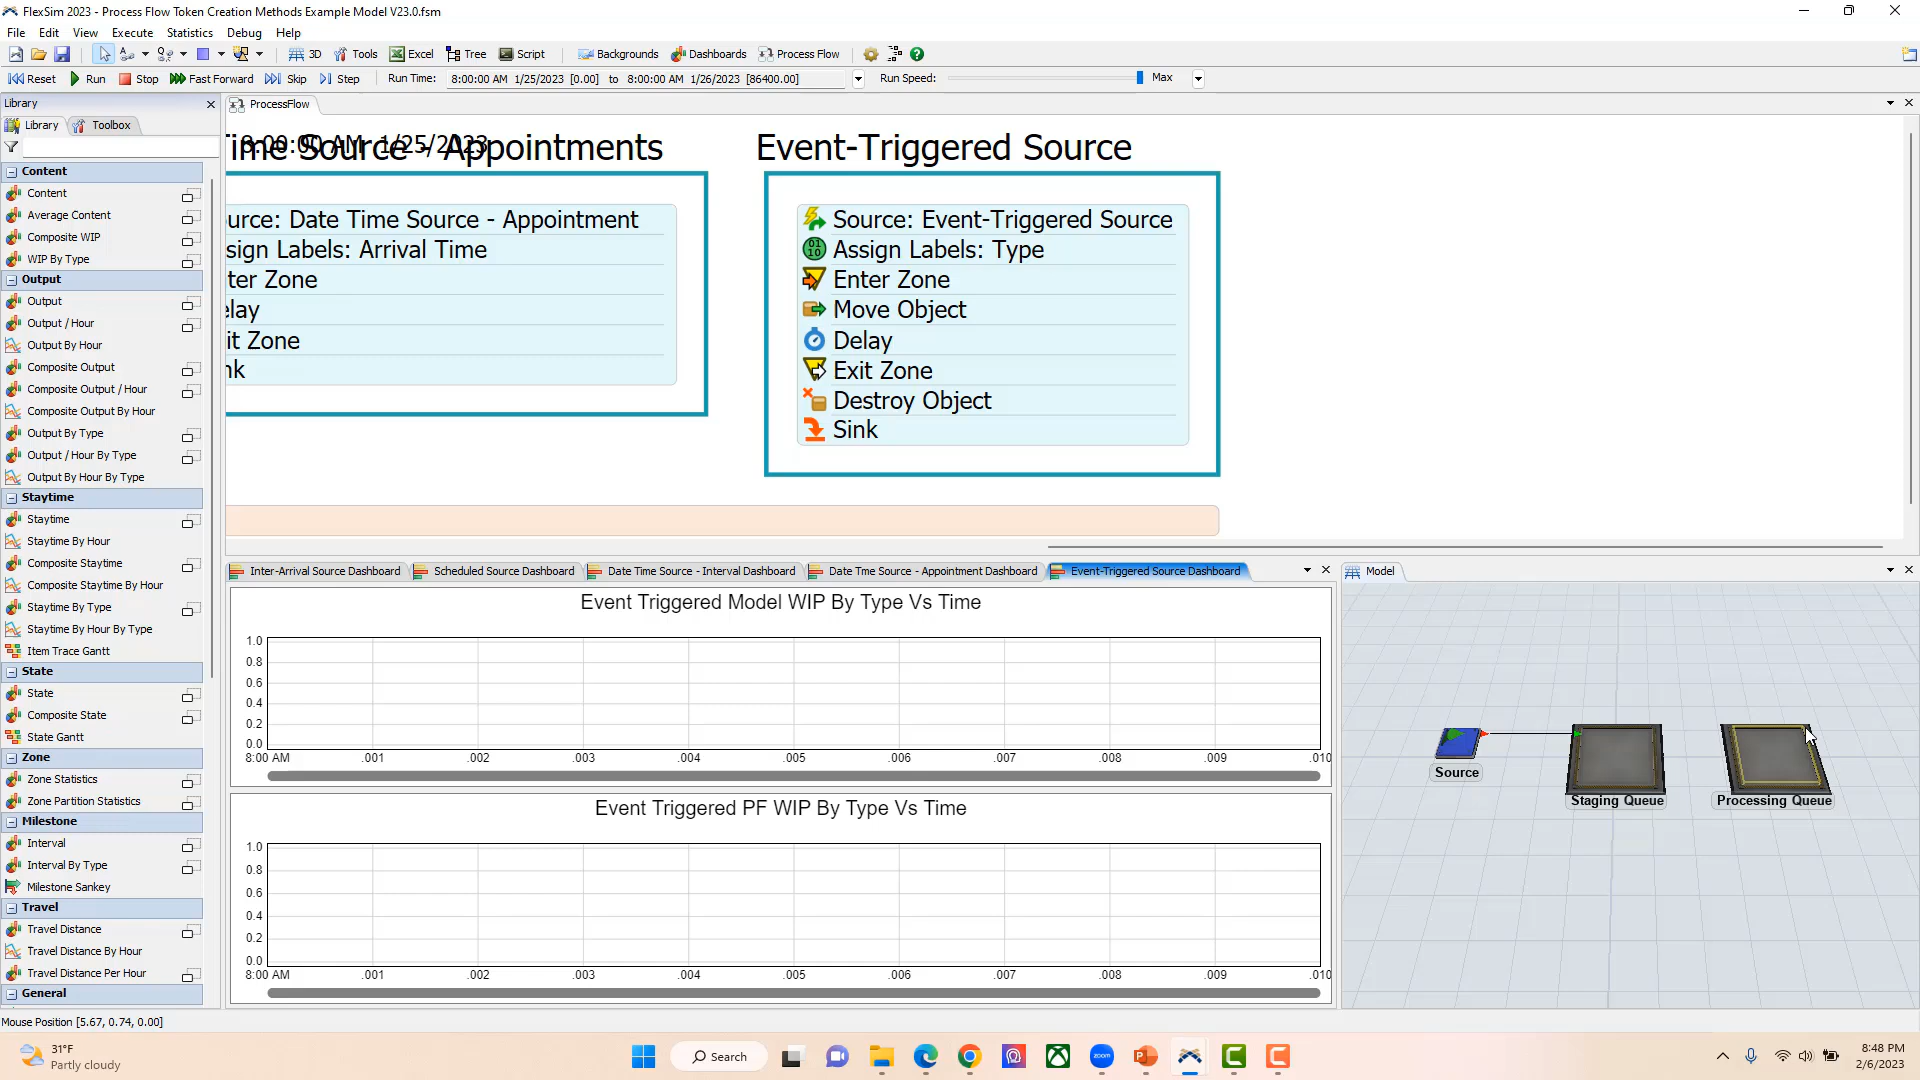 FlexSim 2023 - Process Flow Token Creation Methods Example Model V23.0.fsm
File Edit View Execute Statistics Debug Help
3D Tools Excel Tree Script Backgrounds Dashboards Process Flow
Reset Run Stop Fast Forward Skip Step Run Time: 8:00:00 AM 1/25/2023 [0.00] to 8:00:00 AM 1/26/2023 [86400.00] Run Speed: Max
Library
Library Toolbox
Content
Content
Average Content
Composite WIP
WIP By Type
Output
Output
Output / Hour
Output By Hour
Composite Output
Composite Output / Hour
Composite Output By Hour
Output By Type
Output / Hour By Type
Output By Hour By Type
Staytime
Staytime
Staytime By Hour
Composite Staytime
Composite Staytime By Hour
Staytime By Type
Staytime By Hour By Type
Item Trace Gantt
State
State
Composite State
State Gantt
Zone
Zone Statistics
Zone Partition Statistics
Milestone
Interval
Interval By Type
Milestone Sankey
Travel
Travel Distance
Travel Distance By Hour
Travel Distance Per Hour
General
ProcessFlow
8:00:00 AM 1/25/2023
ime Source - Appointments
urce: Date Time Source - Appointment
sign Labels: Arrival Time
ter Zone
elay
it Zone
nk
Event-Triggered Source
Source: Event-Triggered Source
Assign Labels: Type
Enter Zone
Move Object
Delay
Exit Zone
Destroy Object
Sink
Inter-Arrival Source Dashboard
Scheduled Source Dashboard
Date Time Source - Interval Dashboard
Date Tme Source - Appointment Dashboard
Event-Triggered Source Dashboard
Event Triggered Model WIP By Type Vs Time
1.0
0.8
0.6
0.4
0.2
0.0
8:00 AM .001 .002 .003 .004 .005 .006 .007 .008 .009 .010
Event Triggered PF WIP By Type Vs Time
1.0
0.8
0.6
0.4
0.2
0.0
8:00 AM .001 .002 .003 .004 .005 .006 .007 .008 .009 .010
Model
Source
Staging Queue
Processing Queue
Mouse Position [5.67, 0.74, 0.00]
31°F
Partly cloudy
Search
zoom
8:48 PM
2/6/2023